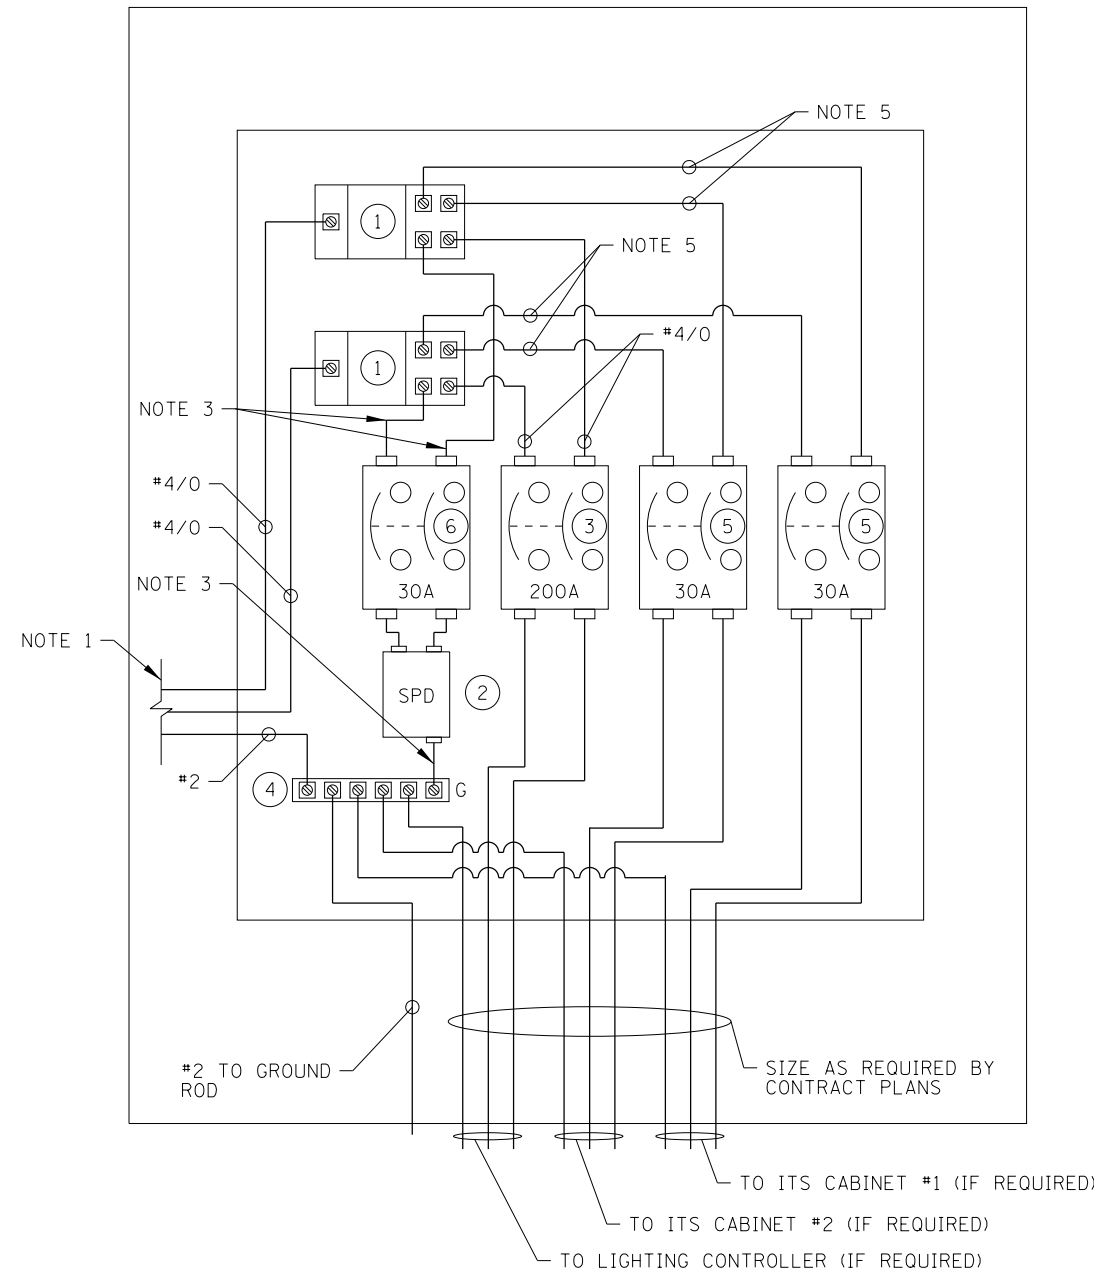 NOTE 5
1
NOTE 5
#4/0
1
NOTE 3
#4/0
#4/0
6
3
5
5
NOTE 3
30A
200A
30A
30A
NOTE 1
SPD
2
#2
4
G
#2 TO GROUND
ROD
SIZE AS REQUIRED BY
CONTRACT PLANS
TO ITS CABINET #1 (IF REQUIRED)
TO ITS CABINET #2 (IF REQUIRED)
TO LIGHTING CONTROLLER (IF REQUIRED)